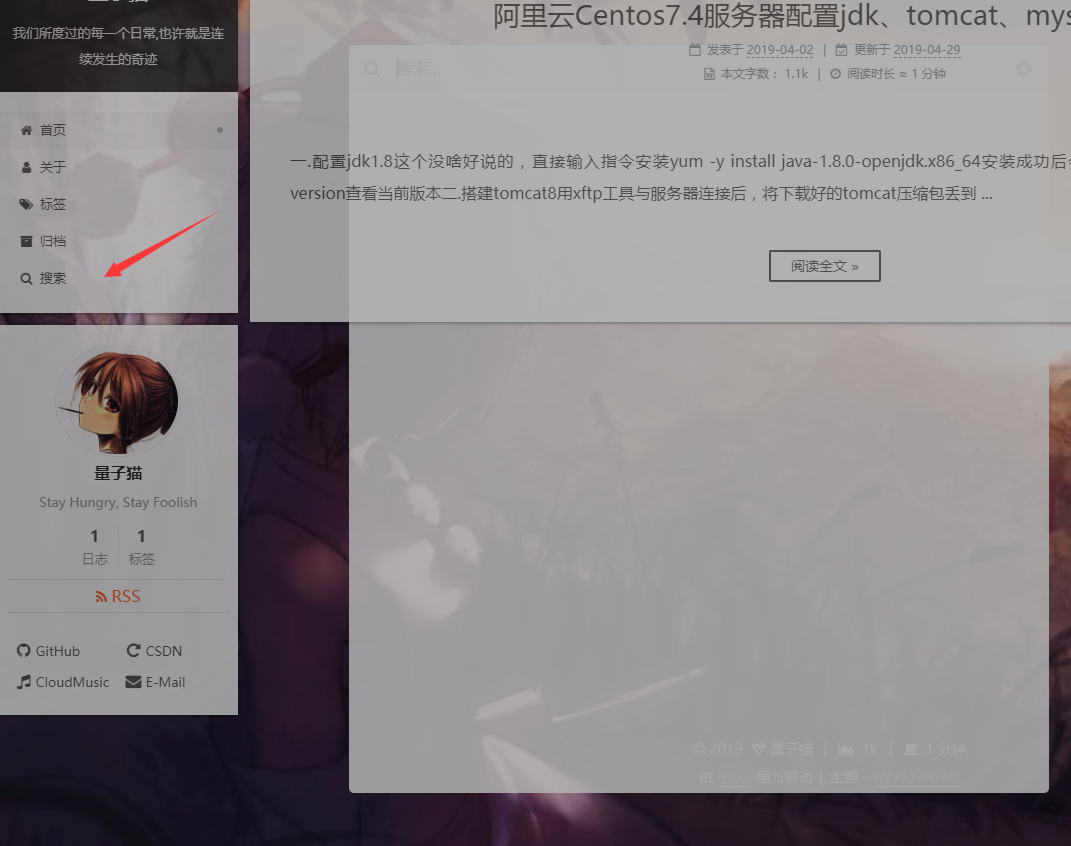 我们所度过的每一个日常,也许就是连
续发生的奇迹
首页
关于
标签
归档
搜索
量子猫
Stay Hungry, Stay Foolish
1
日志
1
标签
RSS
GitHub
CSDN
CloudMusic
E-Mail
阿里云Centos7.4服务器配置jdk、tomcat、mys
发表于 2019-04-02 | 更新于 2019-04-29
本文字数： 1.1k | 阅读时长 ≈ 1 分钟
搜索...
一.配置jdk1.8这个没啥好说的，直接输入指令安装yum -y install java-1.8.0-openjdk.x86_64安装成功后
version查看当前版本二.搭建tomcat8用xftp工具与服务器连接后，将下载好的tomcat压缩包丢到 ...
阅读全文 »
© 2019 量子猫 | 1k | 1 分钟
由 Hexo 强力驱动 | 主题 – NexT.Gemini